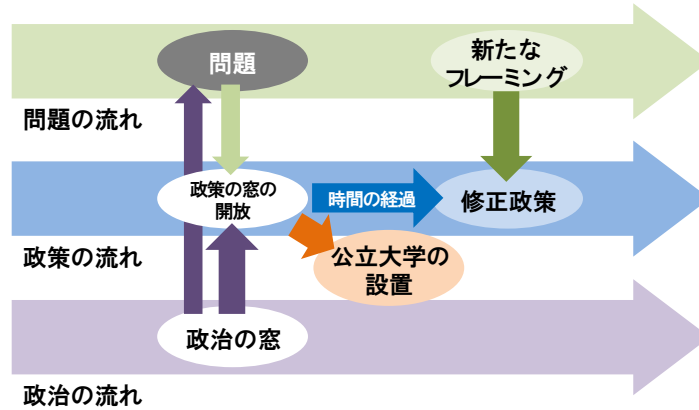 問題
新たな
フレーミング
問題の流れ
政策の窓の
開放
時間の経過
修正政策
政策の流れ
公立大学の
設置
政治の窓
政治の流れ